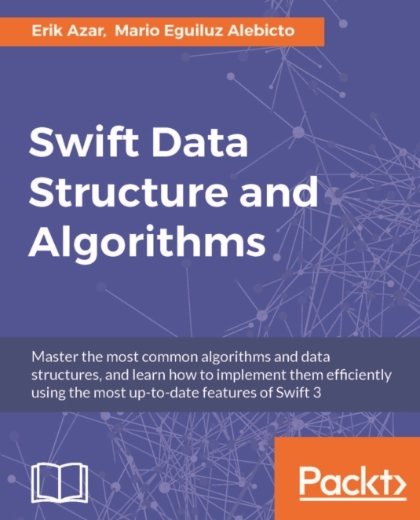 Erik Azar, Mario Eguiluz Alebicto
Swift Data
Structure and
Algorithms
Master the most common algorithms and data
structures, and learn how to implement them efficiently
using the most up-to-date features of Swift 3
Packt>